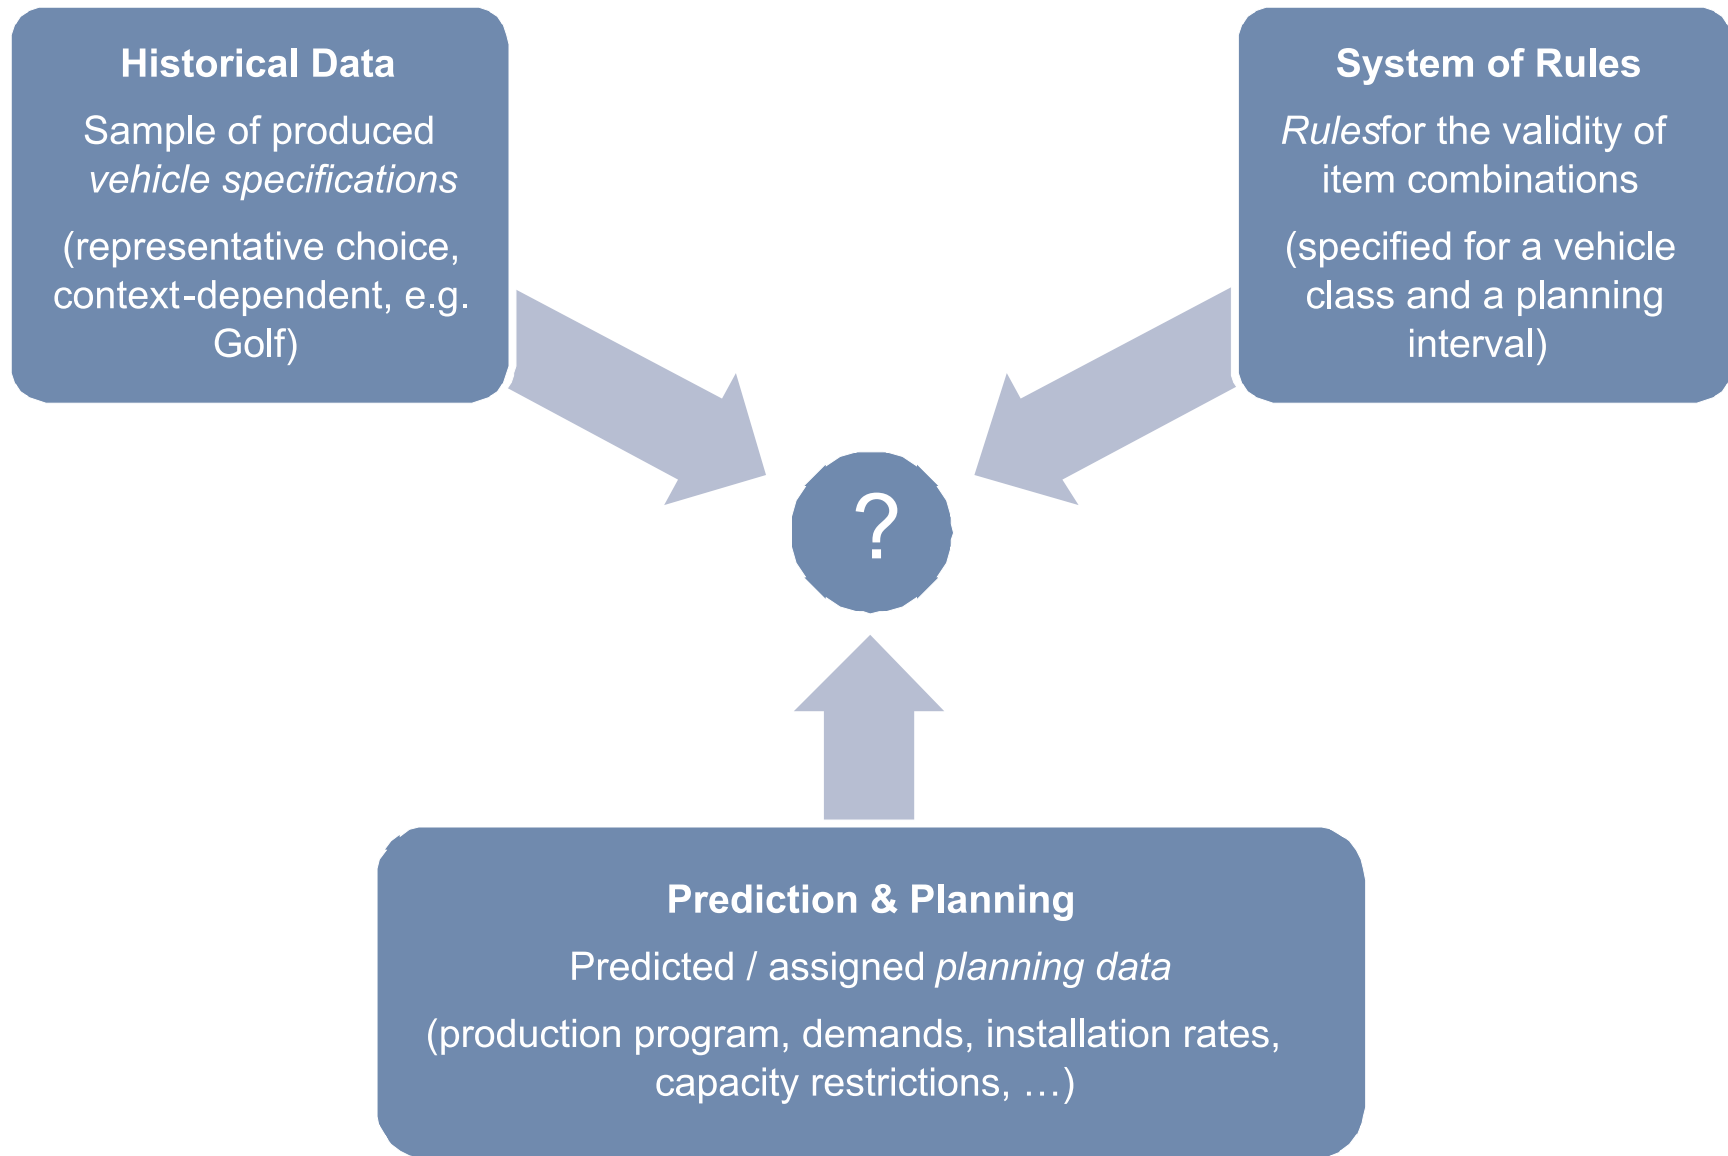 Historical Data
Sample of produced
vehicle specifications
(representative choice,
context-dependent, e.g.
Golf)
System of Rules
Rulesfor the validity of
item combinations
(specified for a vehicle
class and a planning
interval)
?
Prediction & Planning
Predicted / assigned planning data
(production program, demands, installation rates,
capacity restrictions, …)